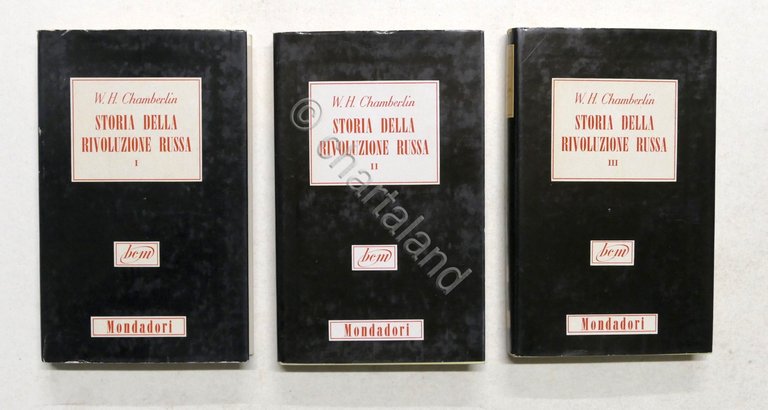 W. H. Chamberlin
STORIA DELLA
RIVOLUZIONE RUSSA
I
bcm
Mondadori
W. H. Chamberlin
STORIA DELLA
RIVOLUZIONE RUSSA
II
bcm
Mondadori
W. H. Chamberlin
STORIA DELLA
RIVOLUZIONE RUSSA
III
bcm
Mondadori
© chartaland